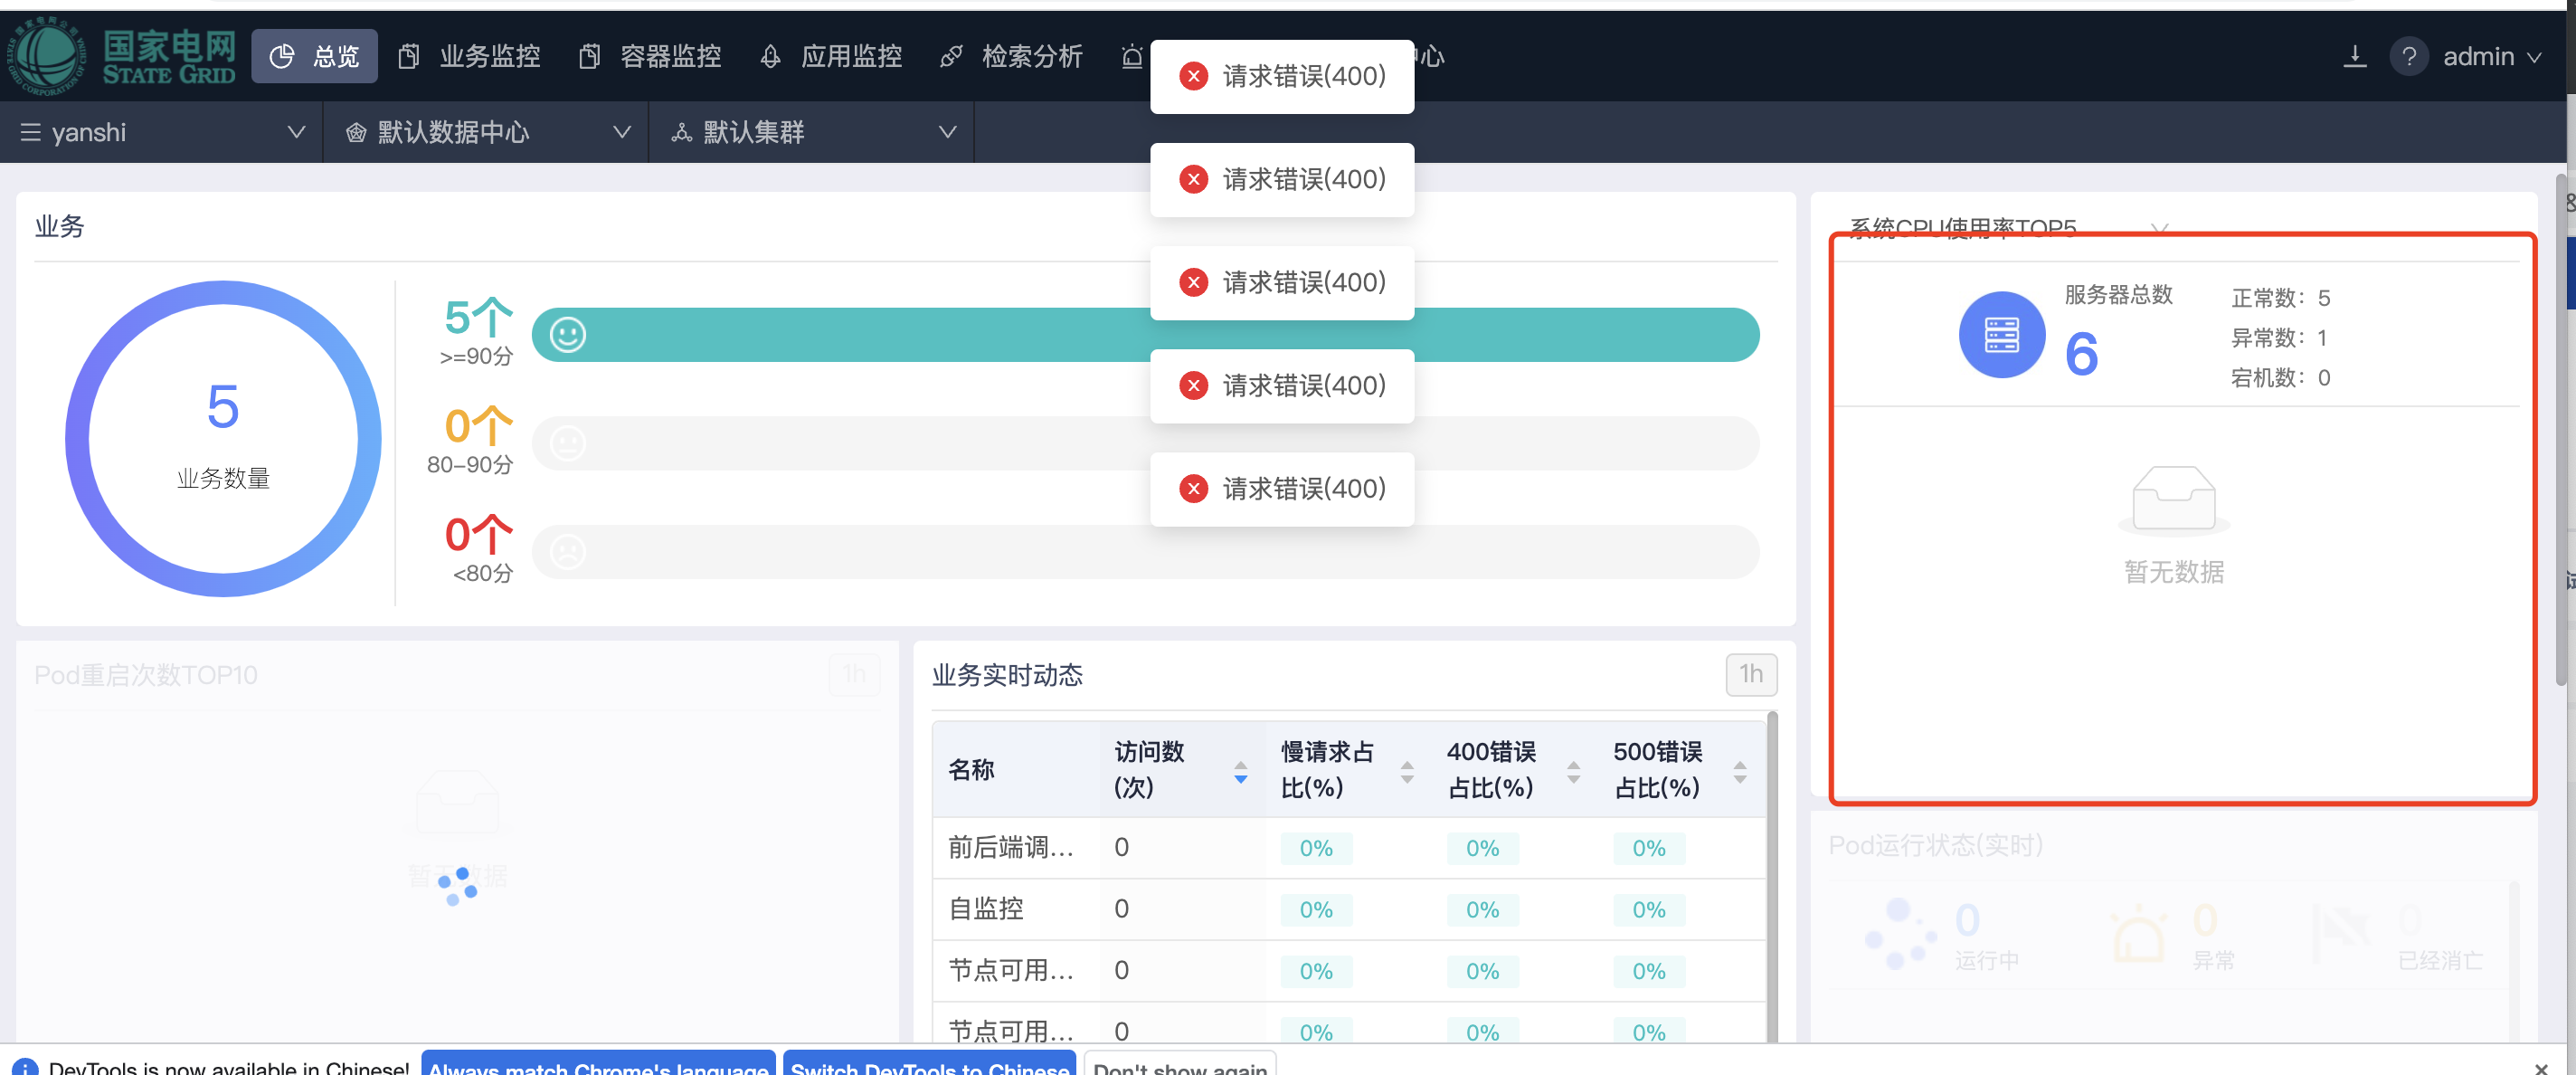 国家电网
STATE GRID
总览
业务监控
容器监控
应用监控
检索分析
心
?
admin
请求错误(400)
yanshi
默认数据中心
默认集群
请求错误(400)
请求错误(400)
请求错误(400)
请求错误(400)
业务
5
业务数量
5个
>=90分
0个
80-90分
0个
<80分
系统CPU使用率TOP5
服务器总数
6
正常数：5
异常数：1
宕机数：0
暂无数据
Pod重启次数TOP10
1h
业务实时动态
1h
名称
访问数
(次)
慢请求占
比(%)
400错误
占比(%)
500错误
占比(%)
前后端调... 0 0% 0% 0%
自监控 0 0% 0% 0%
节点可用... 0 0% 0% 0%
节点可用... 0 0% 0% 0%
Pod运行状态(实时)
0
运行中
0
异常
0
已经消亡
DevTools is now available in Chinese!
Always match Chrome's language
Switch DevTools to Chinese
Don't show again